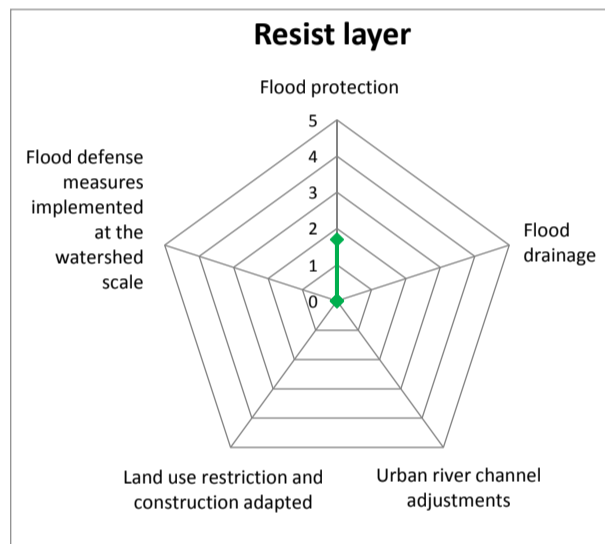 Resist layer
Flood protection
5
4
3
2
1
0
Flood defense
measures
implemented
at the
watershed
scale
Flood
drainage
Land use restriction and
construction adapted
Urban river channel
adjustments